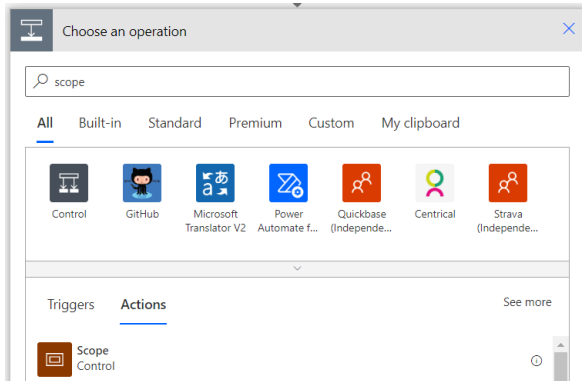 Choose an operation
scope
All Built-in Standard Premium Custom My clipboard
Control GitHub Microsoft Translator V2 Power Automate f... Quickbase (Independe... Centrical Strava (Independe...
Triggers Actions See more
Scope
Control